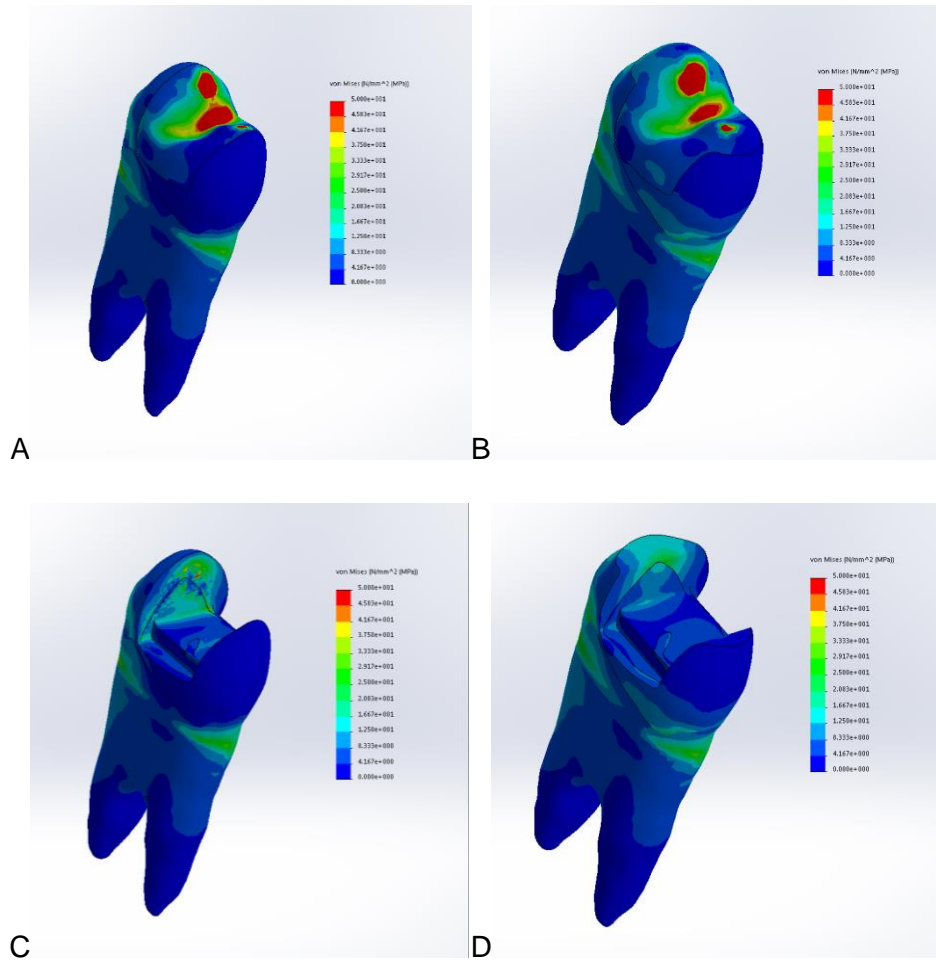 von Mises (N/mm^2 (MPa))
5.000e+001
4.583e+001
4.167e+001
3.750e+001
3.333e+001
2.917e+001
2.500e+001
2.083e+001
1.667e+001
1.250e+001
8.333e+000
4.167e+000
0.000e+000
A
von Mises (N/mm^2 (MPa))
5.000e+001
4.583e+001
4.167e+001
3.750e+001
3.333e+001
2.917e+001
2.500e+001
2.083e+001
1.667e+001
1.250e+001
8.333e+000
4.167e+000
0.000e+000
B
von Mises (N/mm^2 (MPa))
5.000e+001
4.583e+001
4.167e+001
3.750e+001
3.333e+001
2.917e+001
2.500e+001
2.083e+001
1.667e+001
1.250e+001
8.333e+000
4.167e+000
0.000e+000
C
von Mises (N/mm^2 (MPa))
5.000e+001
4.583e+001
4.167e+001
3.750e+001
3.333e+001
2.917e+001
2.500e+001
2.083e+001
1.667e+001
1.250e+001
8.333e+000
4.167e+000
0.000e+000
D